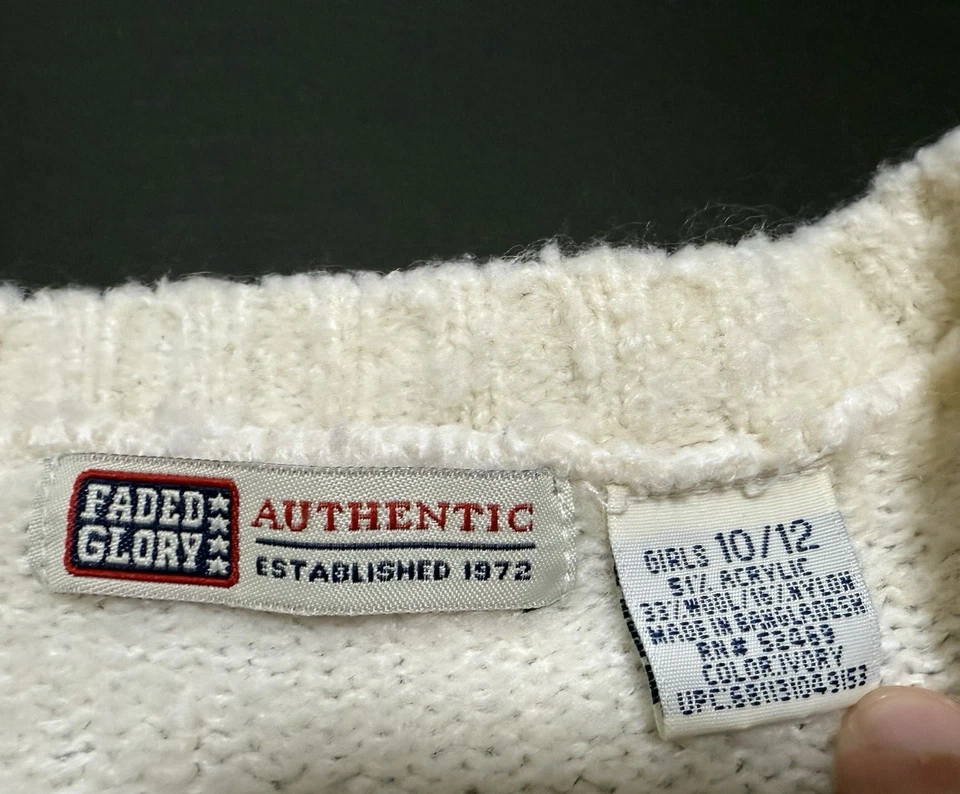 FADED
GLORY
AUTHENTIC
ESTABLISHED 1972
GIRLS 10/12
51% ACRYLIC
33%WOOL/16%NYLON
MADE IN BANGLADESH
RN# 52469
COLOR:IVORY
UPC: